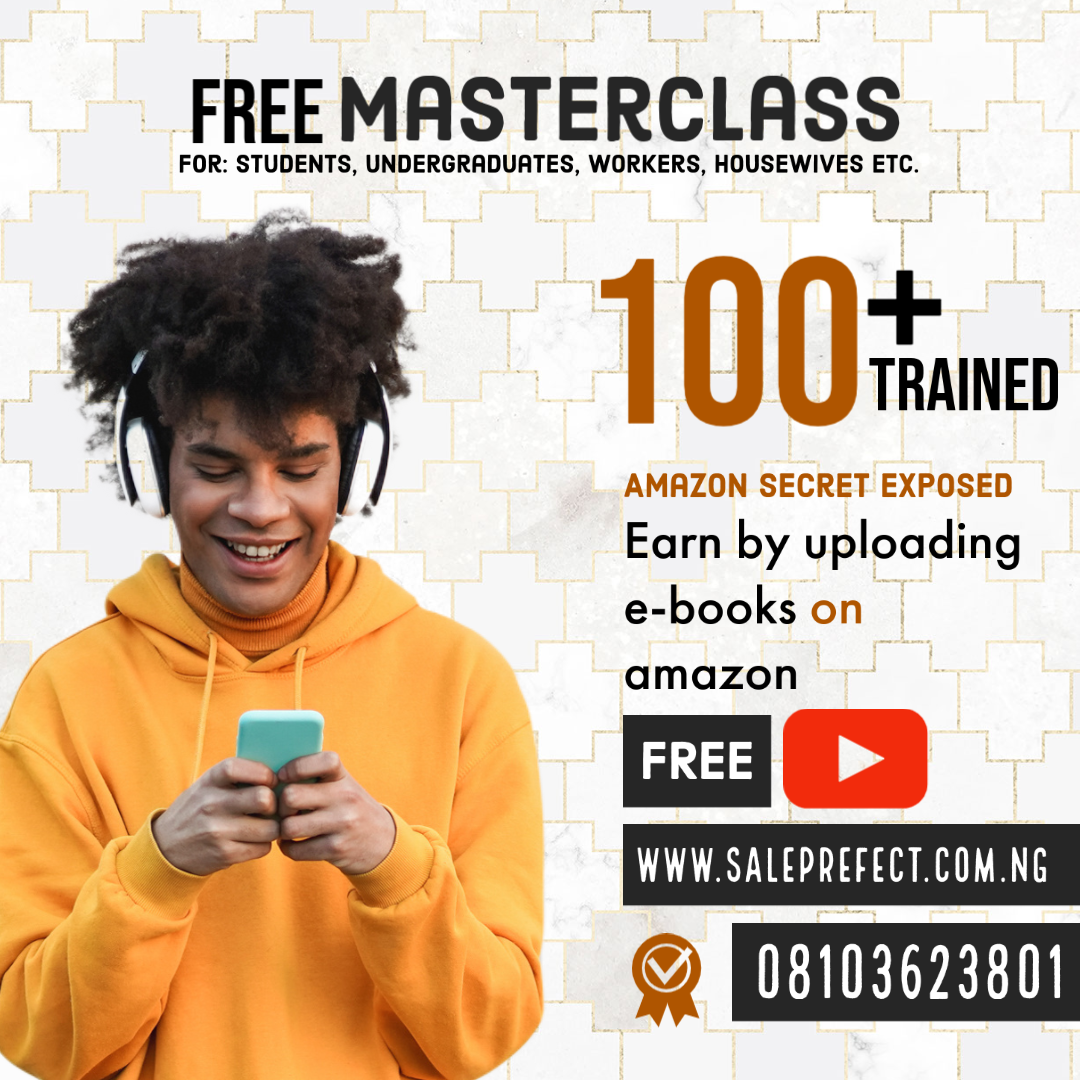 FREE MASTERCLASS
FOR: STUDENTS, UNDERGRADUATES, WORKERS, HOUSEWIVES ETC.
100+
TRAINED
AMAZON SECRET EXPOSED
Earn by uploading
e-books on
amazon
FREE
WWW.SALEPREFECT.COM.NG
08103623801